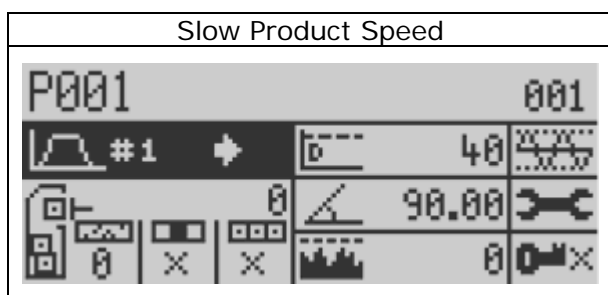 Slow Product Speed
P001 001
#1 D 40
0 90.00
0 × × 0 ×